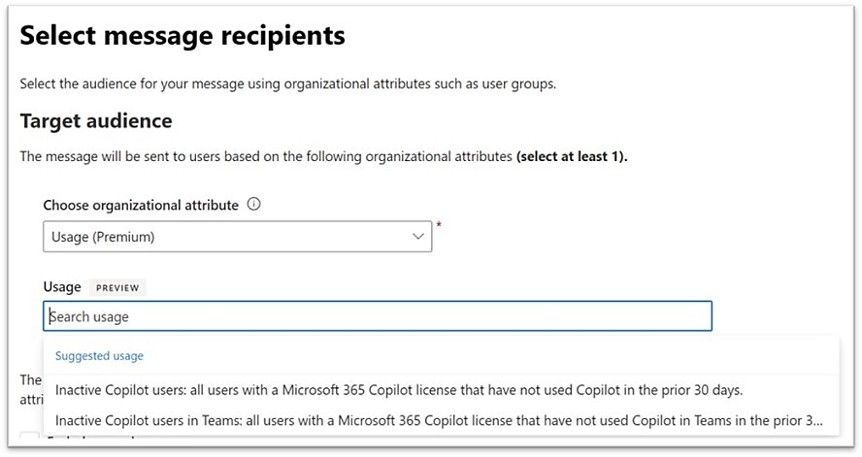 Select message recipients
Select the audience for your message using organizational attributes such as user groups.
Target audience
The message will be sent to users based on the following organizational attributes (select at least 1).
Choose organizational attribute
Usage (Premium)
*
Usage PREVIEW
Search usage
Suggested usage
The
Inactive Copilot users: all users with a Microsoft 365 Copilot license that have not used Copilot in the prior 30 days.
attri
Inactive Copilot users in Teams: all users with a Microsoft 365 Copilot license that have not used Copilot in Teams in the prior 3...